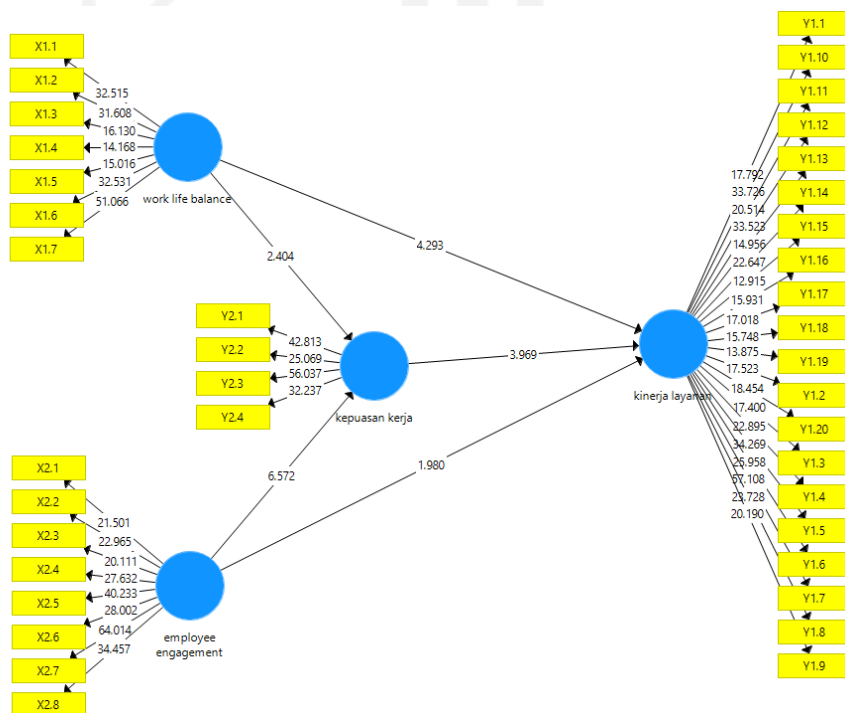 X1.1
X1.2
X1.3
X1.4
X1.5
X1.6
X1.7
32.515
31.608
16.130
14.168
15.016
32.531
51.066
work life balance
2.404
4.293
Y2.1
Y2.2
Y2.3
Y2.4
42.813
25.069
56.037
32.237
kepuasan kerja
3.969
6.572
1.980
X2.1
X2.2
X2.3
X2.4
X2.5
X2.6
X2.7
X2.8
21.501
22.965
20.111
27.632
40.233
28.002
64.014
34.457
employee
engagement
kinerja layanan
17.792
33.726
20.514
33.523
14.956
22.647
12.915
15.931
17.018
15.748
13.875
17.523
18.454
17.400
22.895
34.269
25.958
57.108
23.728
20.190
Y1.1
Y1.10
Y1.11
Y1.12
Y1.13
Y1.14
Y1.15
Y1.16
Y1.17
Y1.18
Y1.19
Y1.2
Y1.20
Y1.3
Y1.4
Y1.5
Y1.6
Y1.7
Y1.8
Y1.9